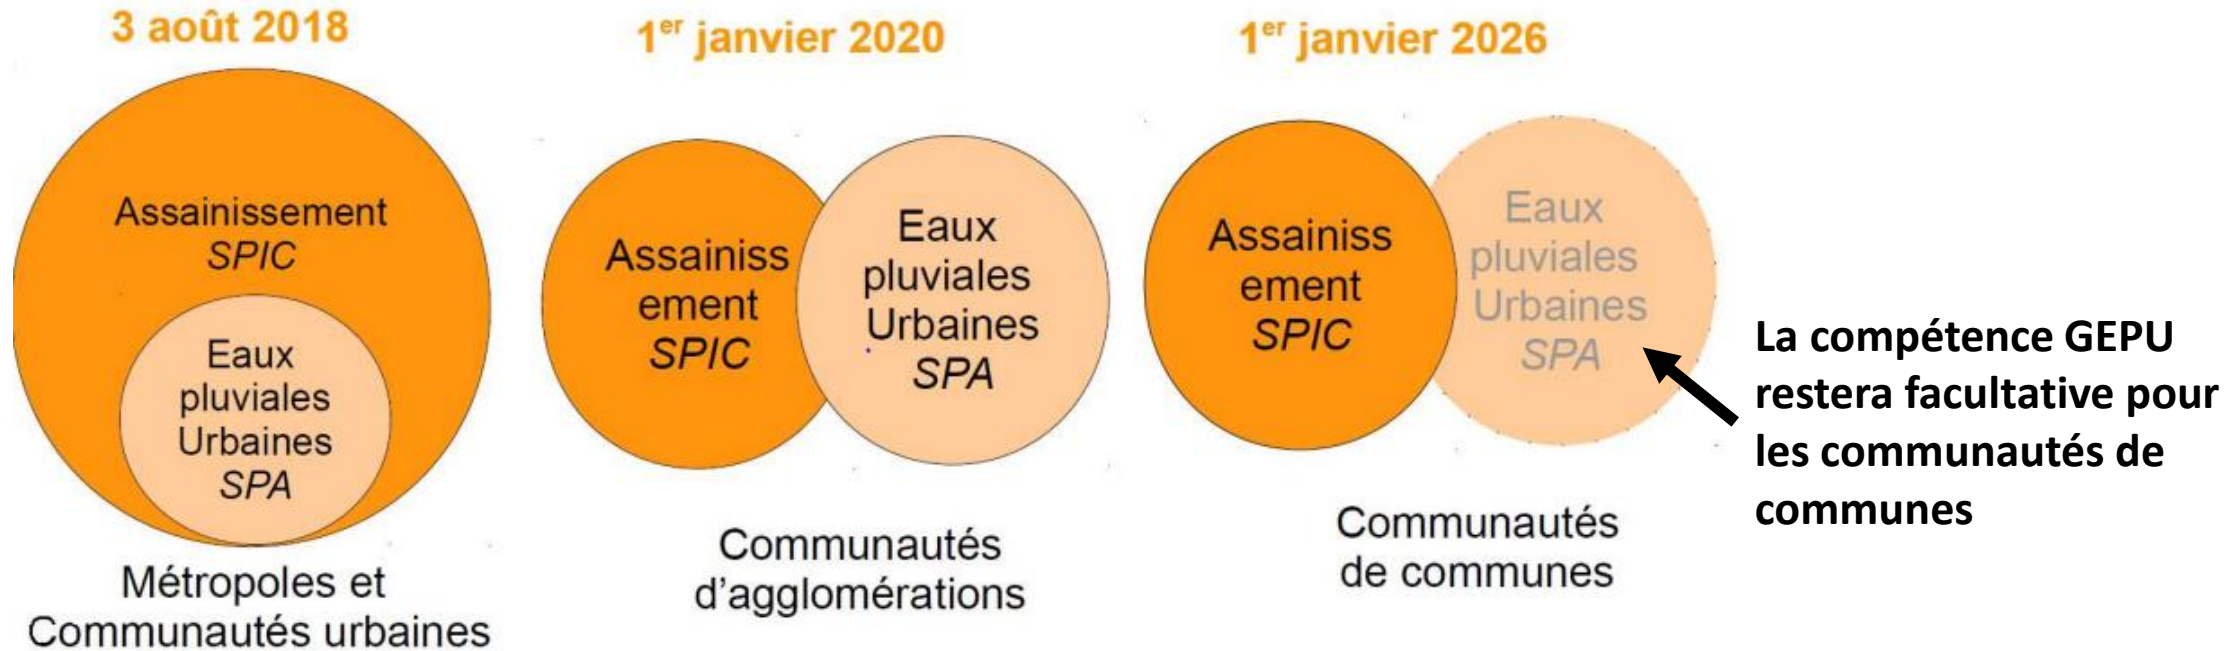 3 août 2018
Assainissement
SPIC
Eaux
pluviales
Urbaines
SPA
Métropoles et
Communautés urbaines
1er janvier 2020
Assainiss
ement
SPIC
Eaux
pluviales
Urbaines
SPA
Communautés
d'agglomérations
1er janvier 2026
Assainiss
ement
SPIC
Eaux
pluviales
Urbaines
SPA
Communautés
de communes
La compétence GEPU
restera facultative pour
les communautés de
communes